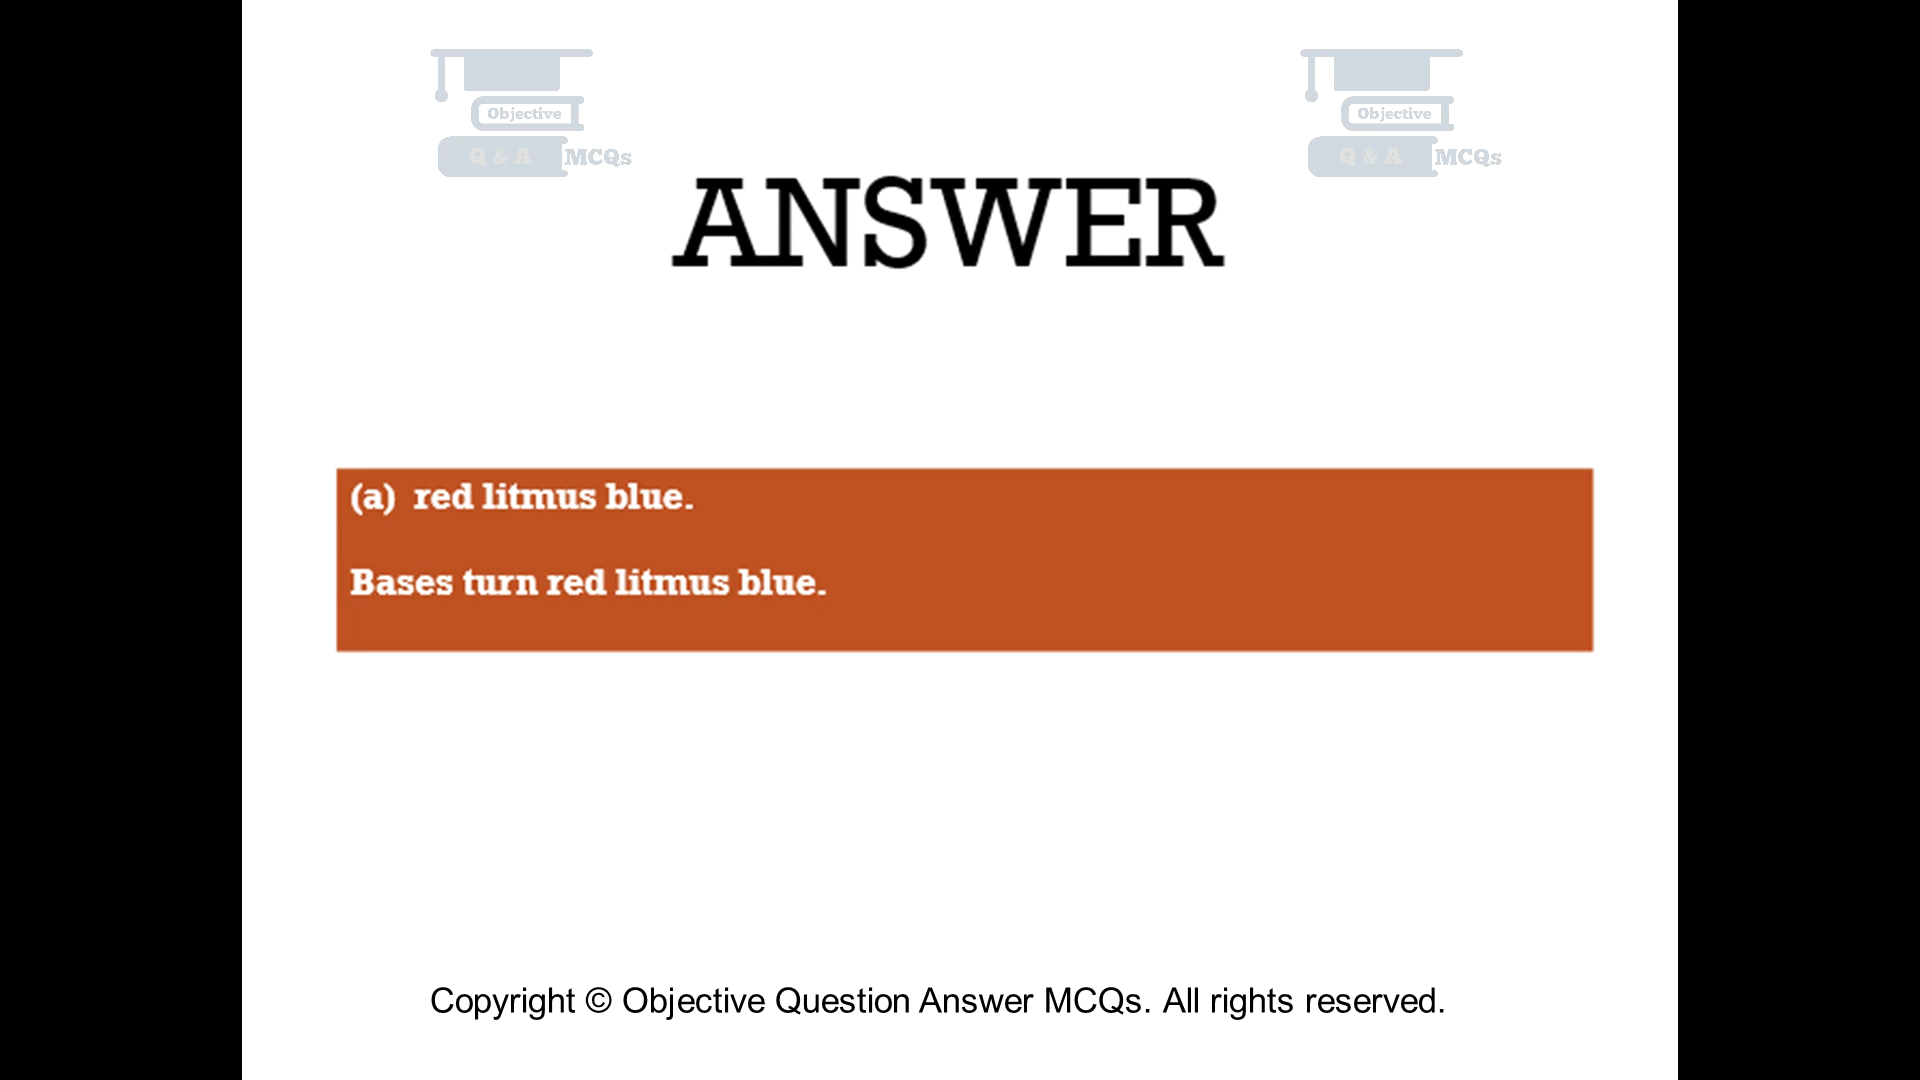 Objective
Q & A MCQs
Objective
Q & A MCQs
ANSWER
(a) red litmus blue.
Bases turn red litmus blue.
Copyright © Objective Question Answer MCQs. All rights reserved.